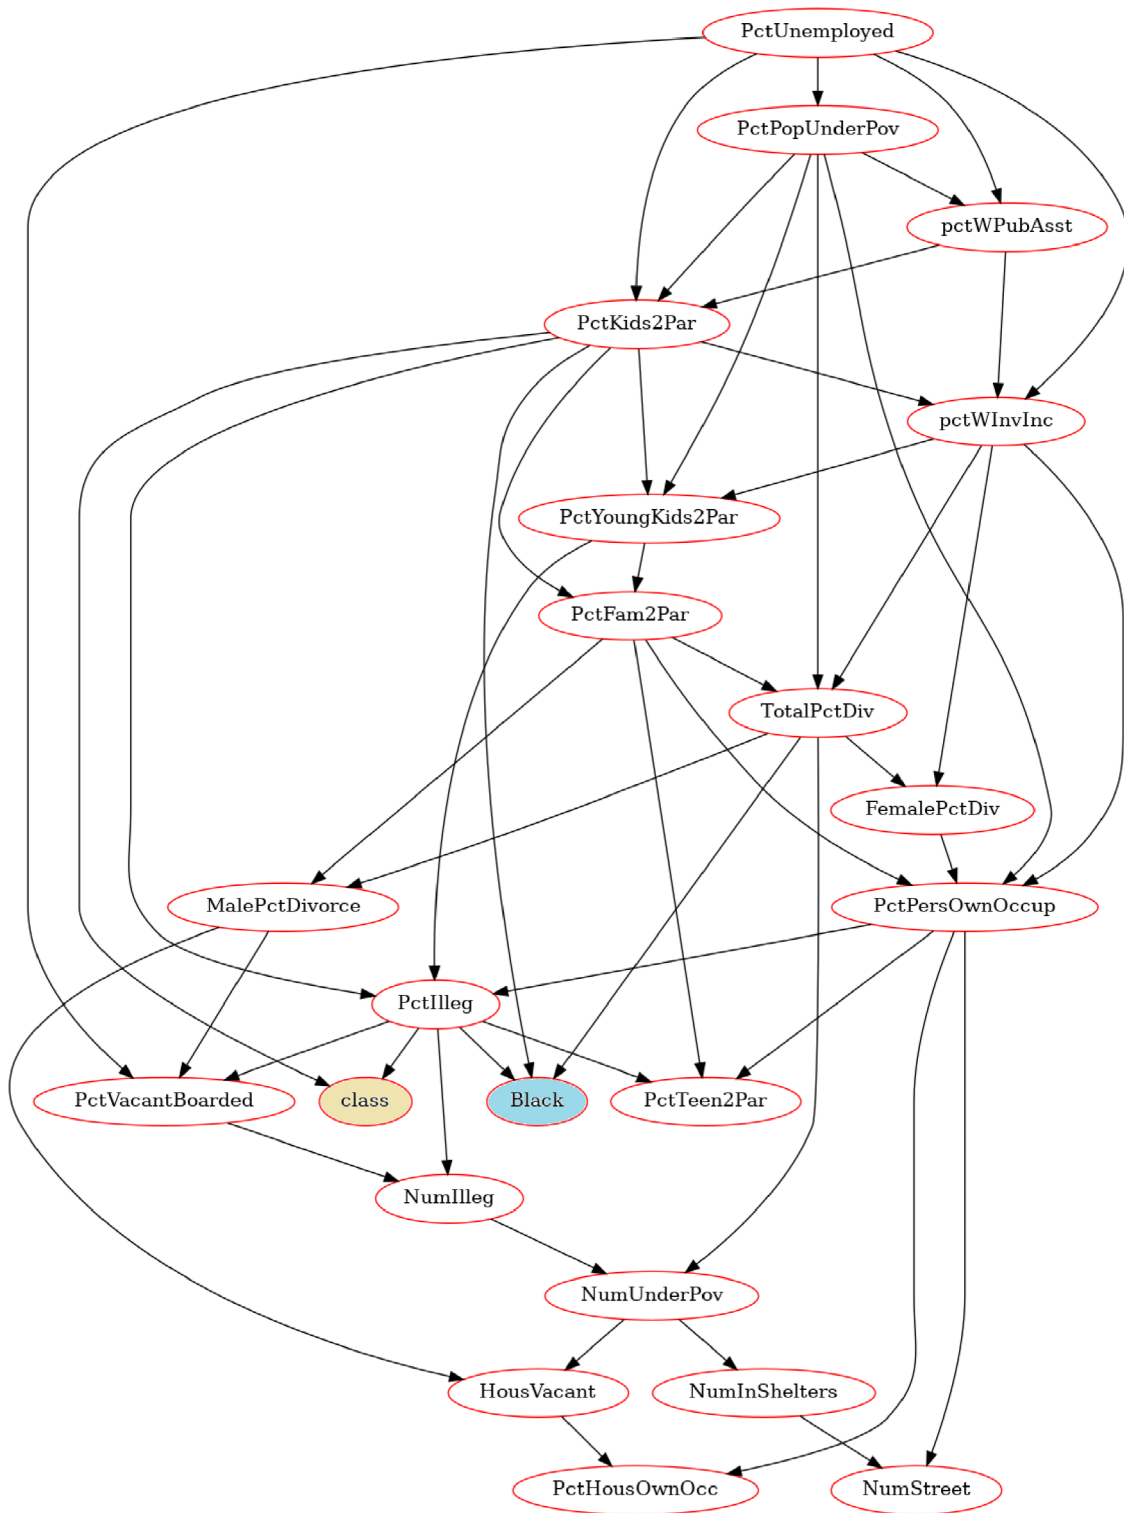 PctUnemployed
PctPopUnderPov
pctWPubAsst
PctKids2Par
pctWInvInc
PctYoungKids2Par
PctFam2Par
TotalPctDiv
FemalePctDiv
MalePctDivorce
PctPersOwnOccup
PctIlleg
PctVacantBoarded
class
Black
PctTeen2Par
NumIlleg
NumUnderPov
HousVacant
NumInShelters
PctHousOwnOcc
NumStreet